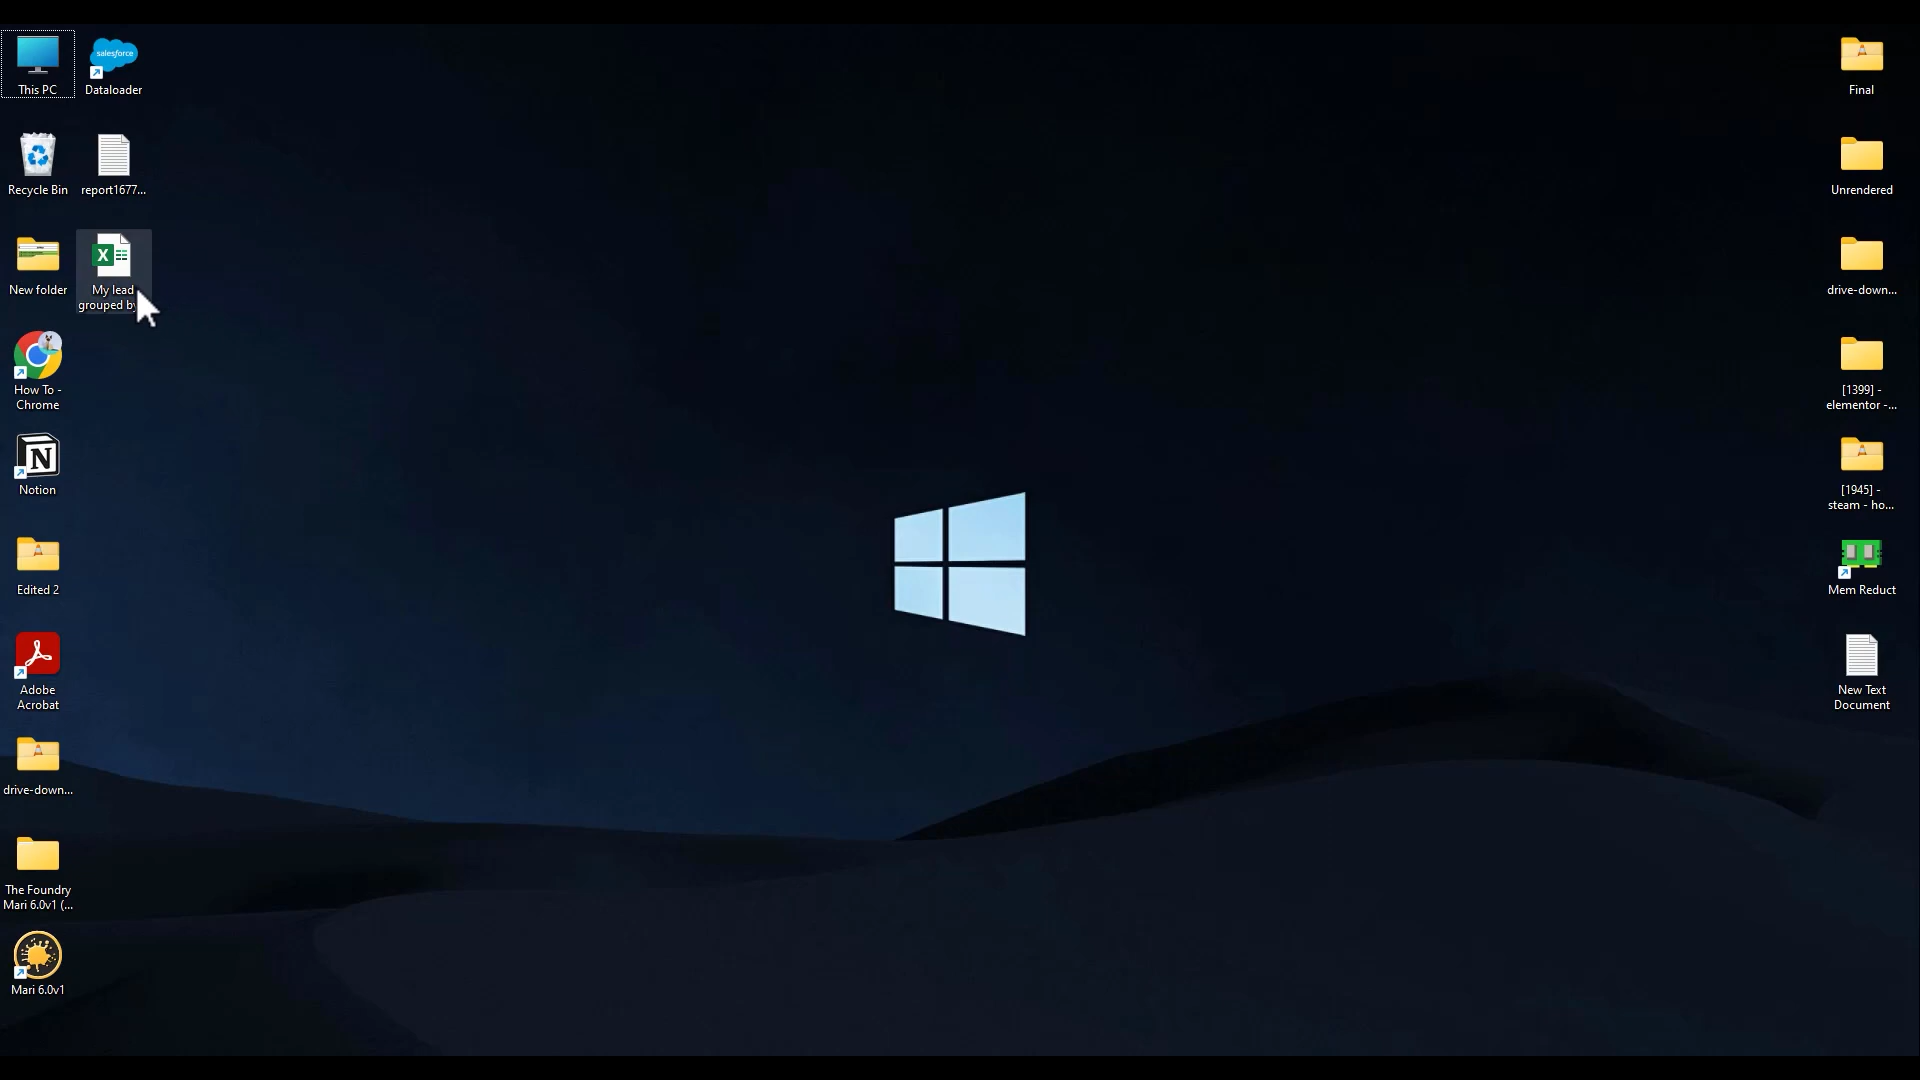 This PC
salesforce
Dataloader
Final
Recycle Bin
report1677...
Unrendered
New folder
X
My lead
grouped by
drive-down...
How To -
Chrome
[1399] -
elementor -...
N
Notion
[1945] -
steam - ho...
Edited 2
Mem Reduct
Adobe
Acrobat
New Text
Document
drive-down...
The Foundry
Mari 6.0v1 (...
Mari 6.0v1